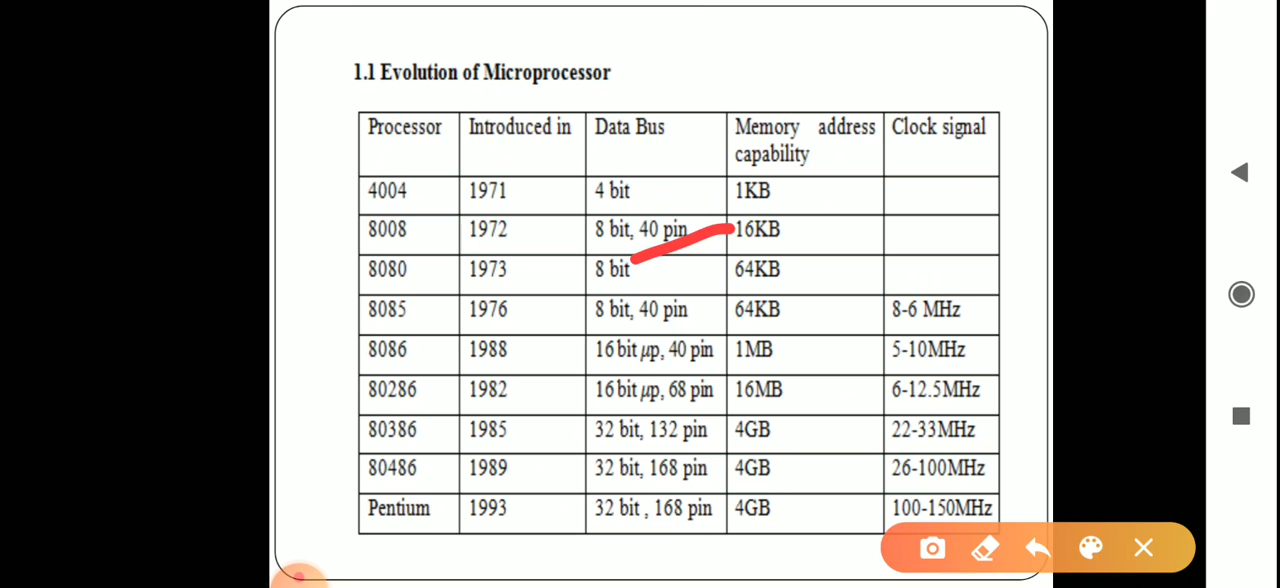 1.1 Evolution of Microprocessor
Processor Introduced in Data Bus Memory address capability Clock signal
4004 1971 4 bit 1KB
8008 1972 8 bit, 40 pin 16KB
8080 1973 8 bit 64KB
8085 1976 8 bit, 40 pin 64KB 8-6 MHz
8086 1988 16 bit μp, 40 pin 1MB 5-10MHz
80286 1982 16 bit μp, 68 pin 16MB 6-12.5MHz
80386 1985 32 bit, 132 pin 4GB 22-33MHz
80486 1989 32 bit, 168 pin 4GB 26-100MHz
Pentium 1993 32 bit , 168 pin 4GB 100-150MHz